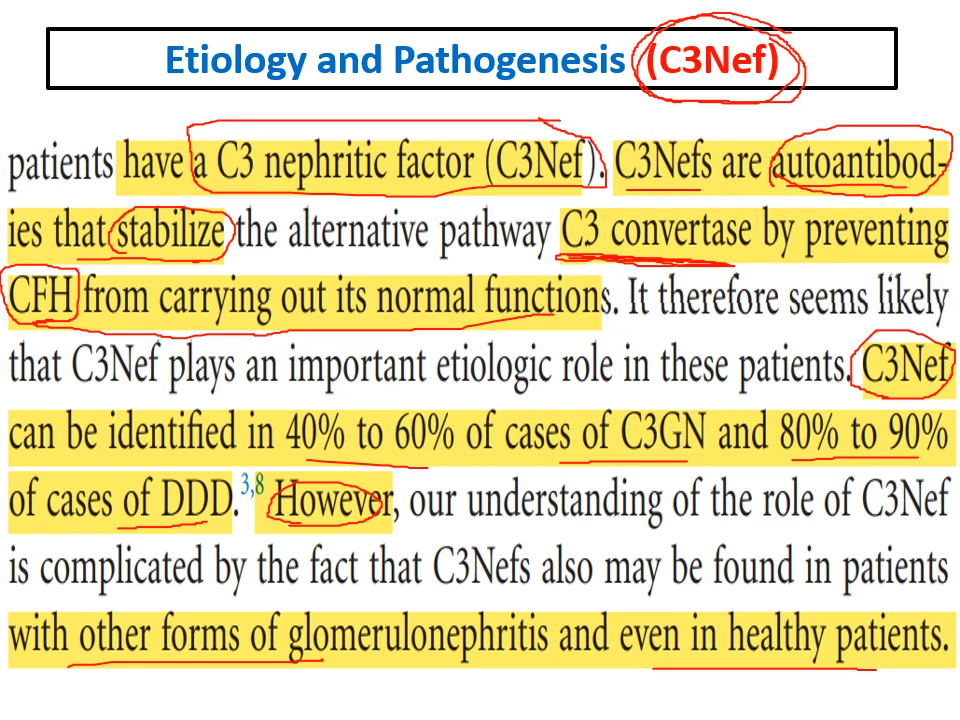 Etiology and Pathogenesis (C3Nef)
patients have a C3 nephritic factor (C3Nef). C3Nefs are autoantibod-
ies that stabilize the alternative pathway C3 convertase by preventing
CFH from carrying out its normal functions. It therefore seems likely
that C3Nef plays an important etiologic role in these patients. C3Nef
can be identified in 40% to 60% of cases of C3GN and 80% to 90%
of cases of DDD.3,8 However, our understanding of the role of C3Nef
is complicated by the fact that C3Nefs also may be found in patients
with other forms of glomerulonephritis and even in healthy patients.